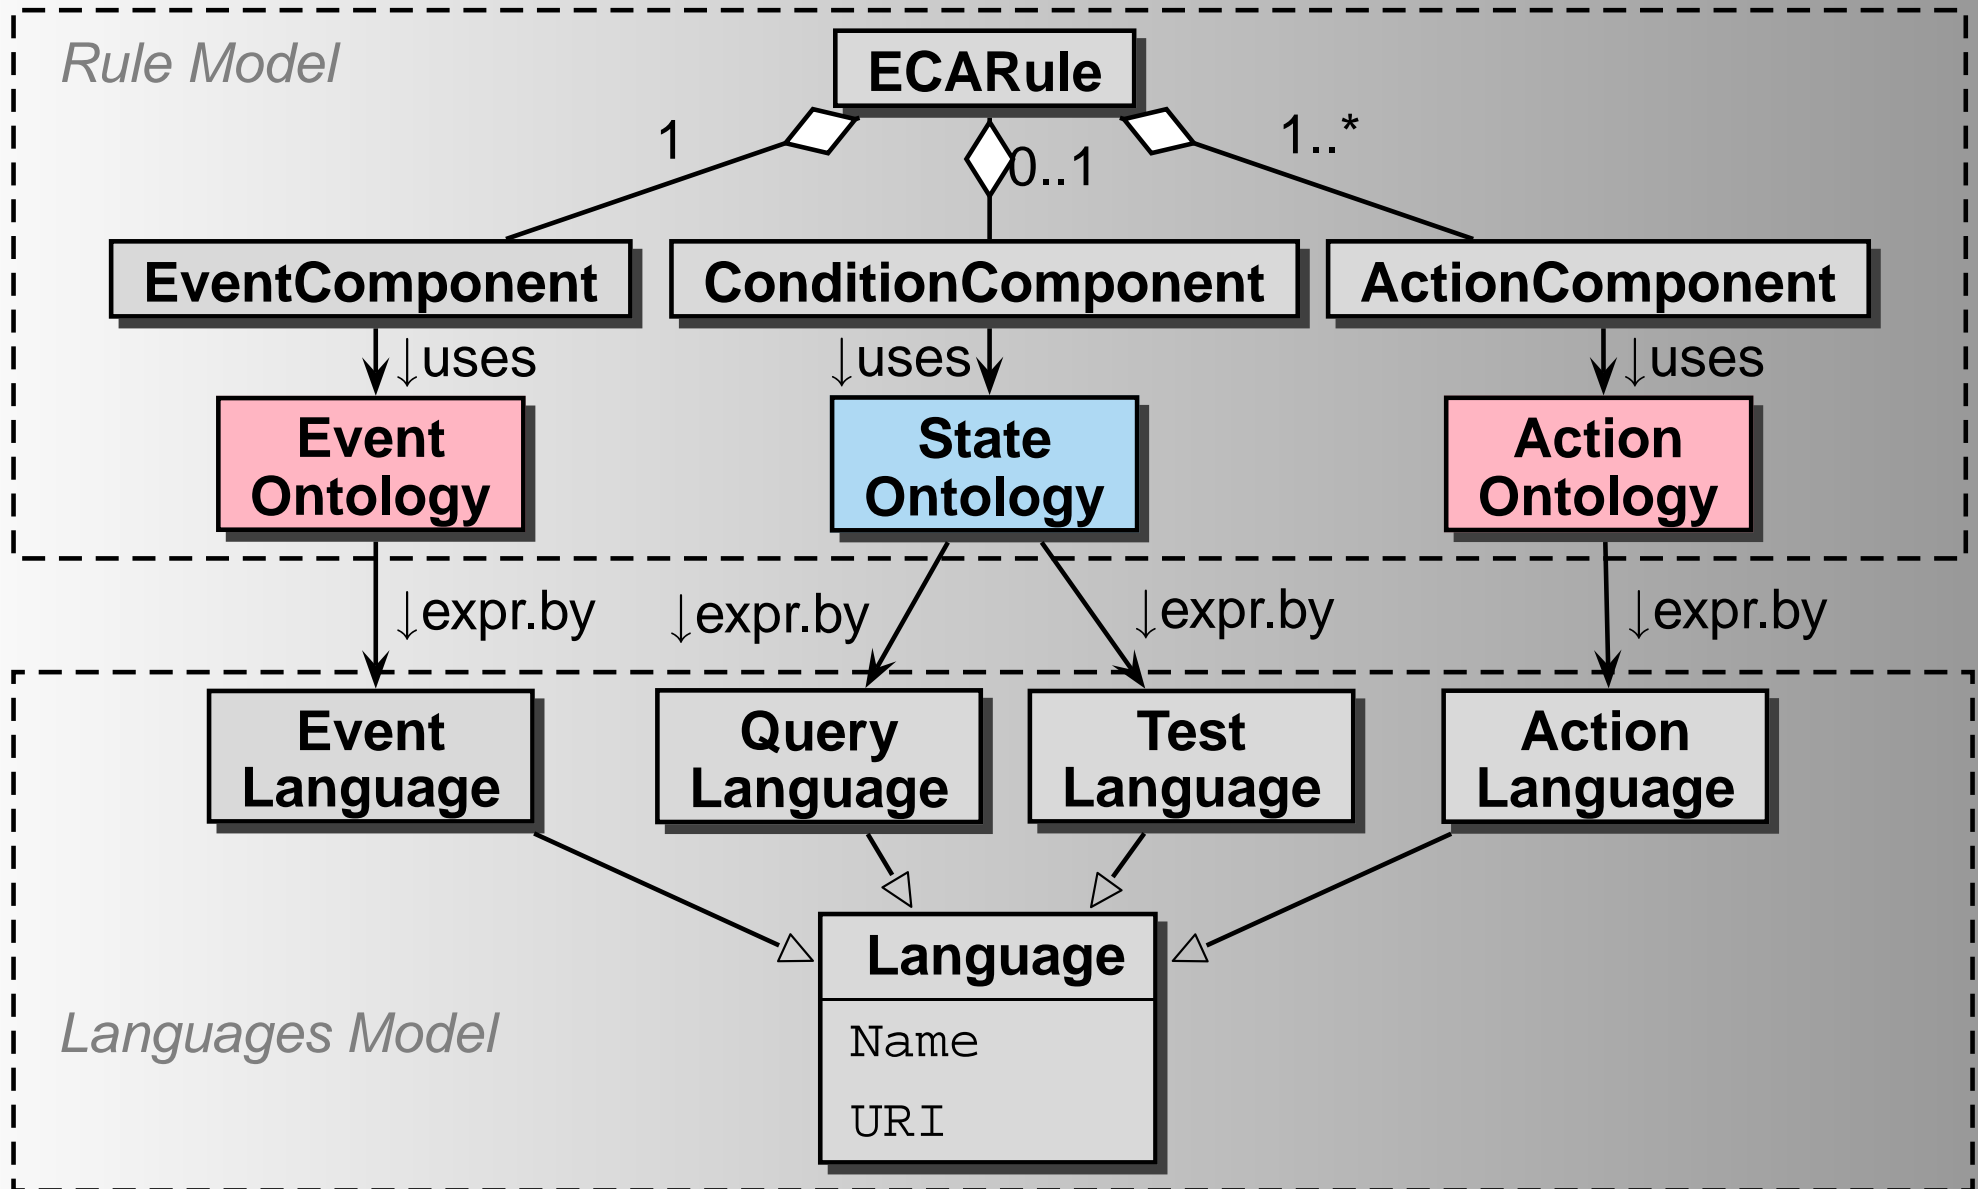 Rule Model
ECARule
1
0..1
1..*
EventComponent
ConditionComponent
ActionComponent
↓uses
↓uses
↓uses
Event
Ontology
State
Ontology
Action
Ontology
↓expr.by
↓expr.by
↓expr.by
↓expr.by
Event
Language
Query
Language
Test
Language
Action
Language
Language
Name
URI
Languages Model